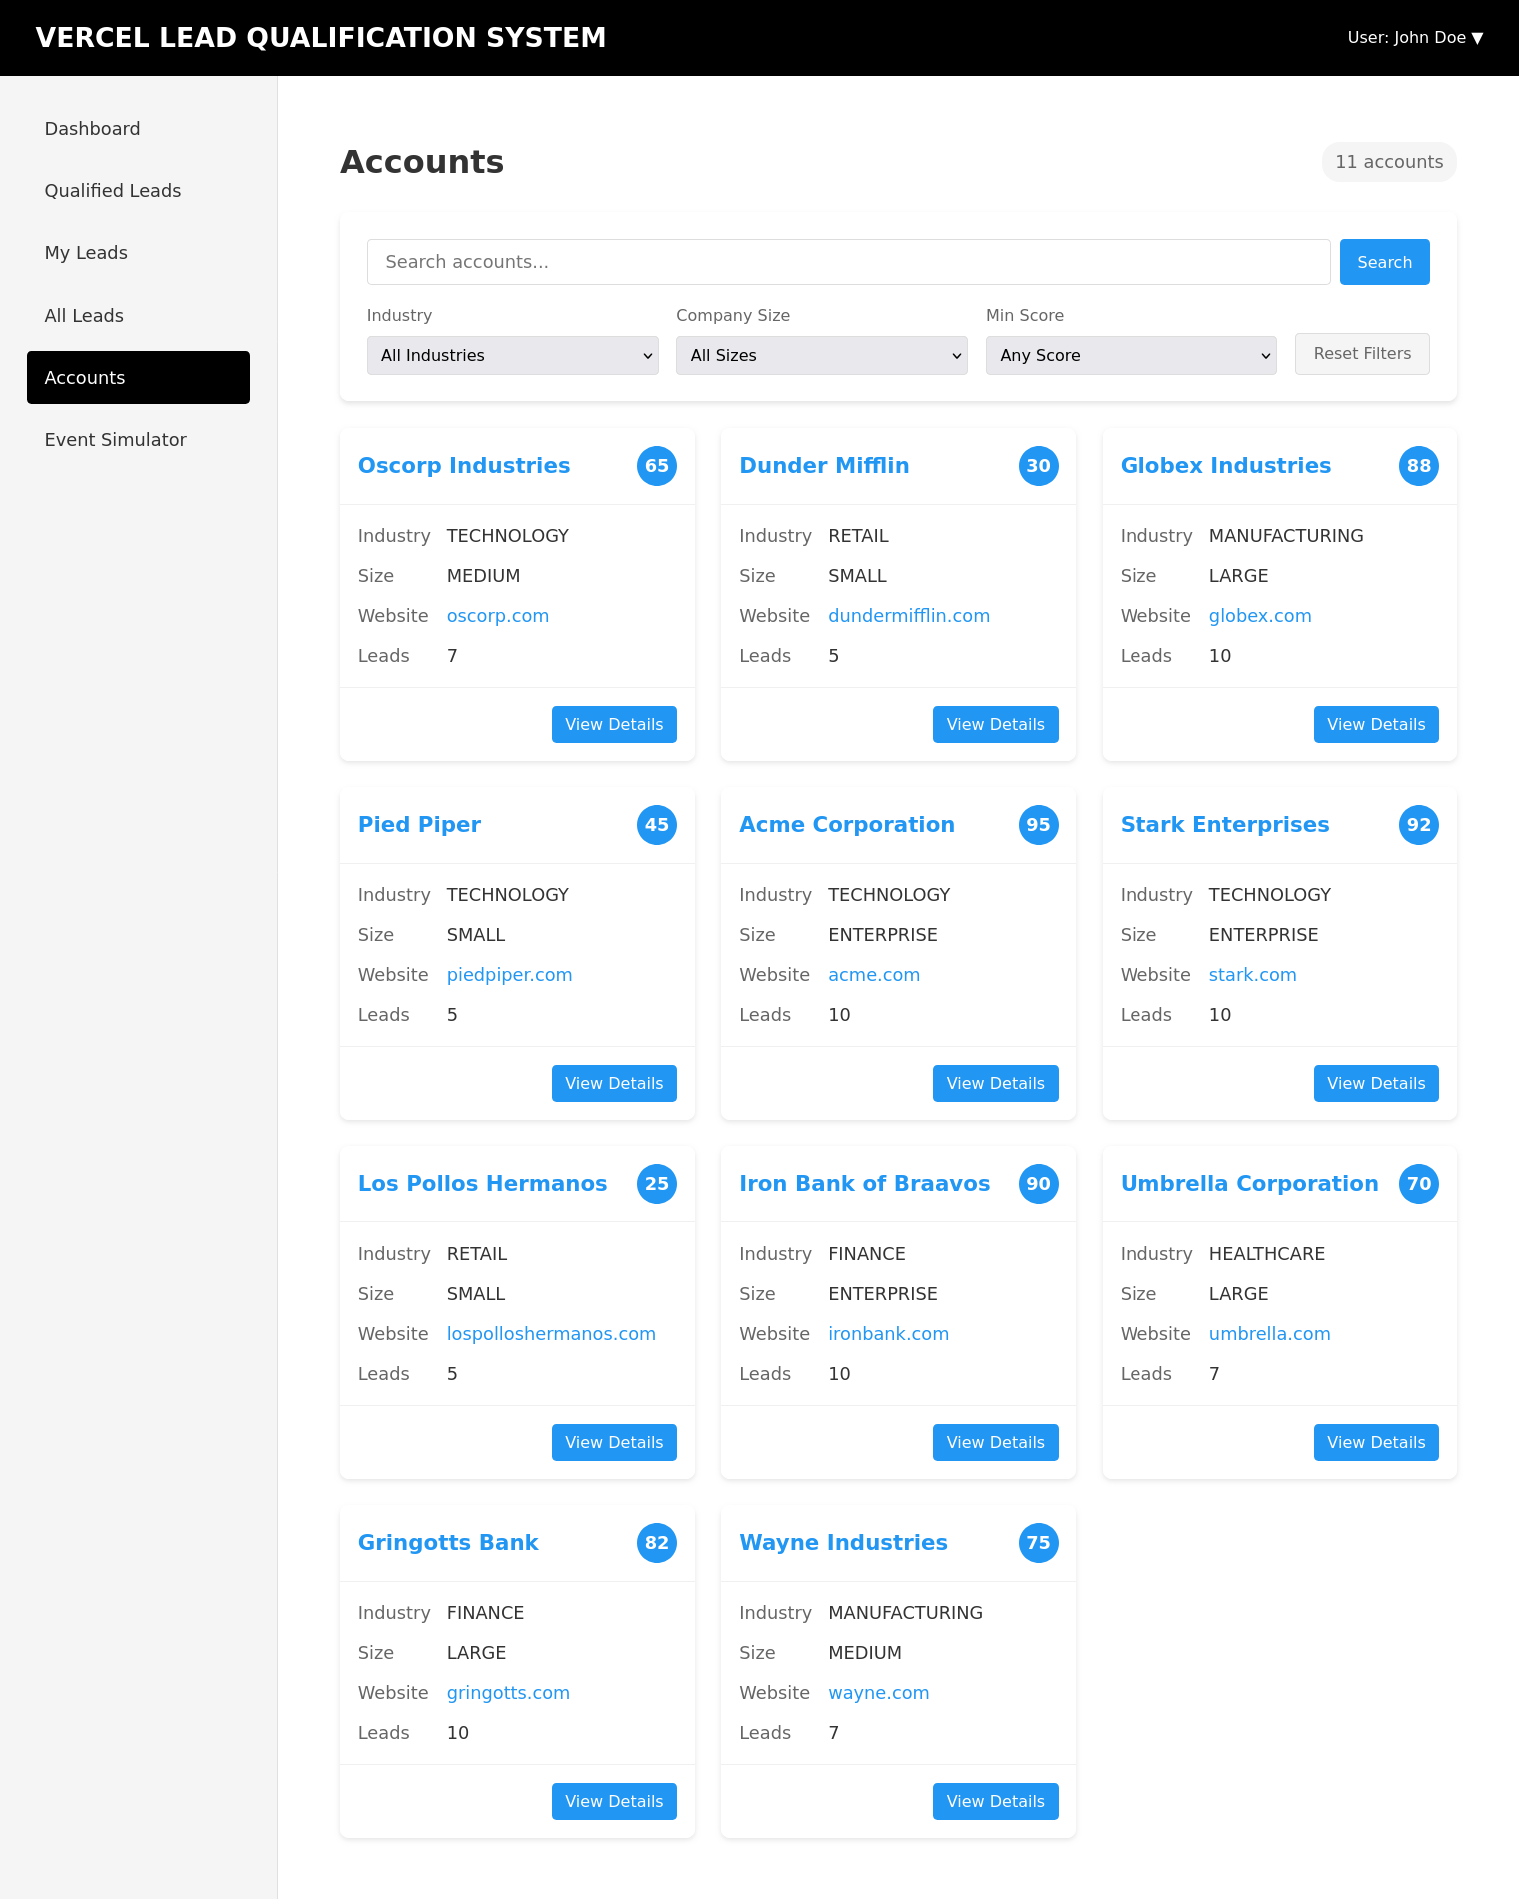 VERCEL LEAD QUALIFICATION SYSTEM
User: John Doe ▼
Dashboard
Qualified Leads
My Leads
All Leads
Accounts
Event Simulator
Accounts
11 accounts
Search accounts...
Search
Industry
Company Size
Min Score
All Industries
All Sizes
Any Score
Reset Filters
Oscorp Industries 65
Industry TECHNOLOGY
Size MEDIUM
Website oscorp.com
Leads 7
View Details
Dunder Mifflin 30
Industry RETAIL
Size SMALL
Website dundermifflin.com
Leads 5
View Details
Globex Industries 88
Industry MANUFACTURING
Size LARGE
Website globex.com
Leads 10
View Details
Pied Piper 45
Industry TECHNOLOGY
Size SMALL
Website piedpiper.com
Leads 5
View Details
Acme Corporation 95
Industry TECHNOLOGY
Size ENTERPRISE
Website acme.com
Leads 10
View Details
Stark Enterprises 92
Industry TECHNOLOGY
Size ENTERPRISE
Website stark.com
Leads 10
View Details
Los Pollos Hermanos 25
Industry RETAIL
Size SMALL
Website lospolloshermanos.com
Leads 5
View Details
Iron Bank of Braavos 90
Industry FINANCE
Size ENTERPRISE
Website ironbank.com
Leads 10
View Details
Umbrella Corporation 70
Industry HEALTHCARE
Size LARGE
Website umbrella.com
Leads 7
View Details
Gringotts Bank 82
Industry FINANCE
Size LARGE
Website gringotts.com
Leads 10
View Details
Wayne Industries 75
Industry MANUFACTURING
Size MEDIUM
Website wayne.com
Leads 7
View Details